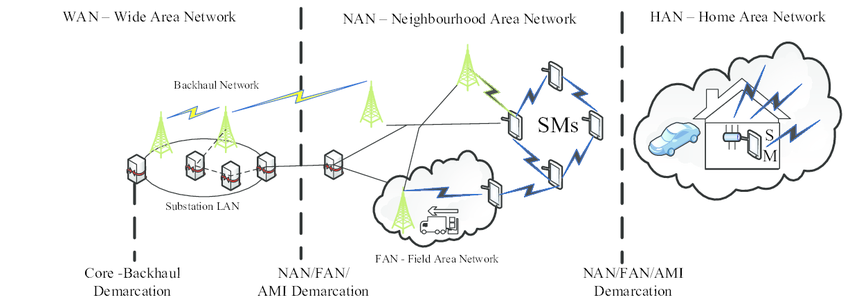 WAN – Wide Area Network
NAN – Neighbourhood Area Network
HAN – Home Area Network
Backhaul Network
SMs
S
M
Substation LAN
FAN - Field Area Network
Core -Backhaul
Demarcation
NAN/FAN/
AMI Demarcation
NAN/FAN/AMI
Demarcation